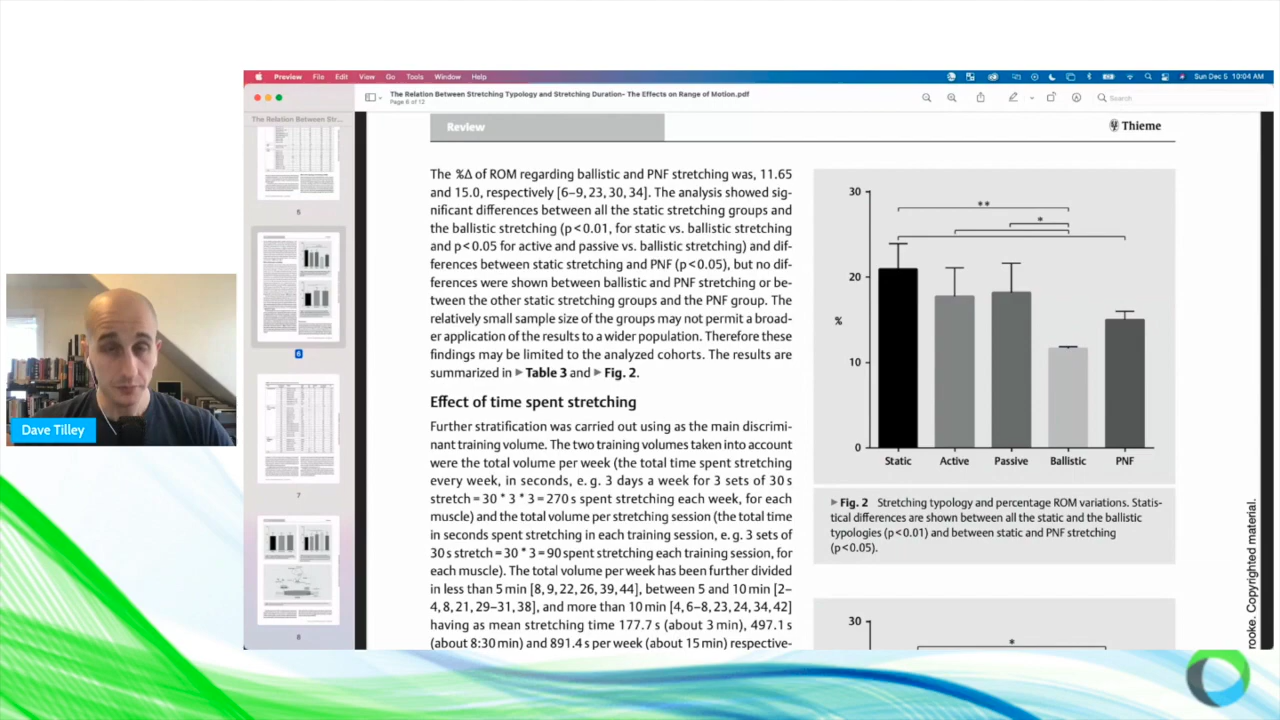 Preview File Edit View Go Tools Window Help
Sun Dec 5 10:04 AM
The Relation Between Stretching Typology and Stretching Duration- The Effects on Range of Motion.pdf
Page 6 of 12
Search
The Relation Between Str...
5
6
7
8
Dave Tilley
Review
Thieme
The %Δ of ROM regarding ballistic and PNF stretching was, 11.65
and 15.0, respectively [6–9, 23, 30, 34]. The analysis showed sig-
nificant differences between all the static stretching groups and
the ballistic stretching (p < 0.01, for static vs. ballistic stretching
and p < 0.05 for active and passive vs. ballistic stretching) and dif-
ferences between static stretching and PNF (p < 0.05), but no dif-
ferences were shown between ballistic and PNF stretching or be-
tween the other static stretching groups and the PNF group. The
relatively small sample size of the groups may not permit a broad-
er application of the results to a wider population. Therefore these
findings may be limited to the analyzed cohorts. The results are
summarized in ▶ Table 3 and ▶ Fig. 2.
Effect of time spent stretching
Further stratification was carried out using as the main discrimi-
nant training volume. The two training volumes taken into account
were the total volume per week (the total time spent stretching
every week, in seconds, e. g. 3 days a week for 3 sets of 30 s
stretch = 30 * 3 * 3 = 270 s spent stretching each week, for each
muscle) and the total volume per stretching session (the total time
in seconds spent stretching in each training session, e. g. 3 sets of
30 s stretch = 30 * 3 = 90 spent stretching each training session, for
each muscle). The total volume per week has been further divided
in less than 5 min [8, 9, 22, 26, 39, 44], between 5 and 10 min [2–
4, 8, 21, 29–31, 38], and more than 10 min [4, 6–8, 23, 24, 34, 42]
having as mean stretching time 177.7 s (about 3 min), 497.1 s
(about 8:30 min) and 891.4 s per week (about 15 min) respective-
30
**
*
20
%
10
0
Static Active Passive Ballistic PNF
▶ Fig. 2 Stretching typology and percentage ROM variations. Statis-
tical differences are shown between all the static and the ballistic
typologies (p < 0.01) and between static and PNF stretching
(p < 0.05).
30
*
rooke. Copyrighted material.